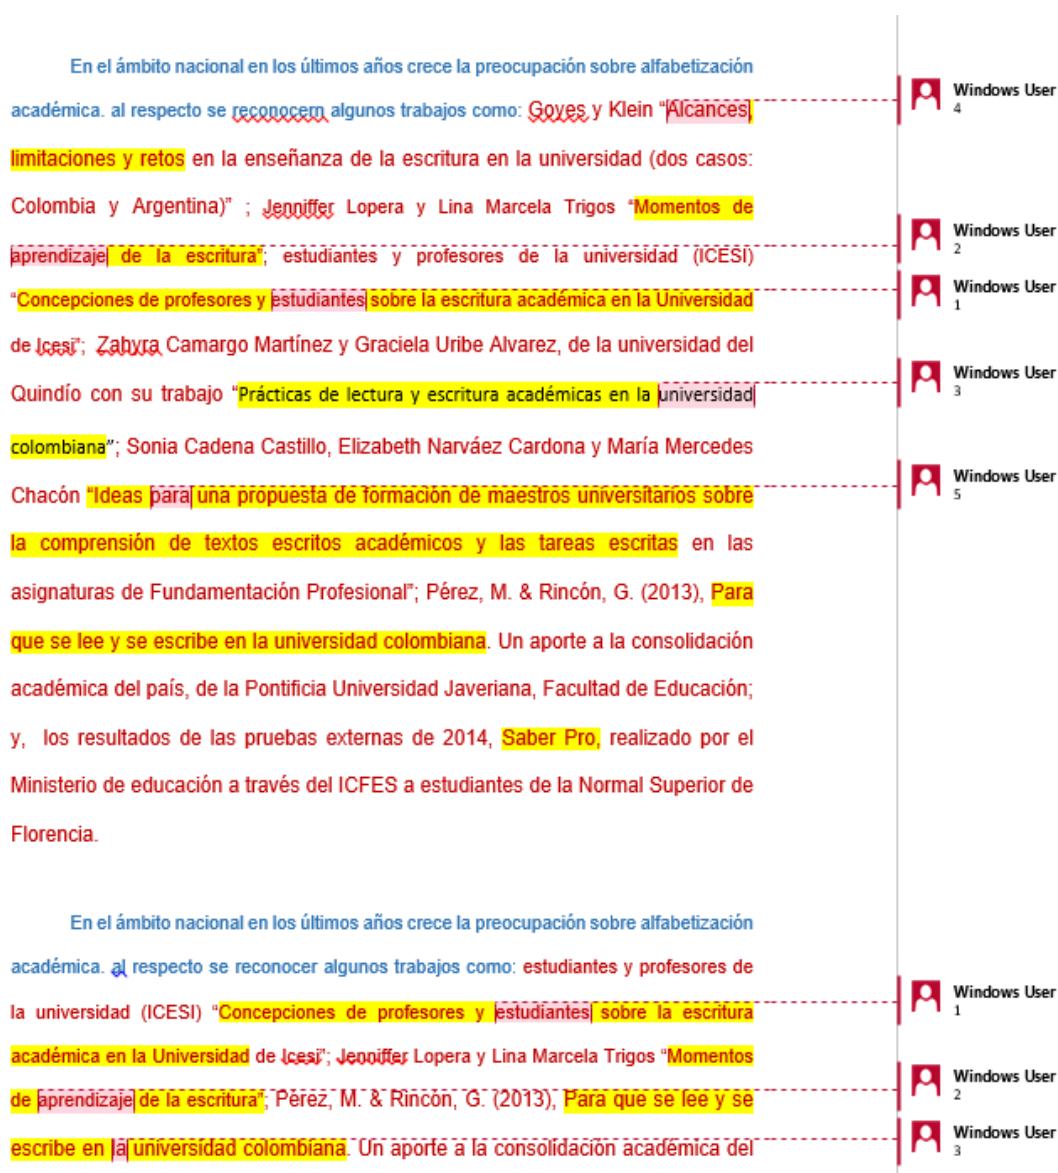 En el ámbito nacional en los últimos años crece la preocupación sobre alfabetización
académica. al respecto se reconocern algunos trabajos como: Goyes y Klein “Alcances,
Windows User
4
limitaciones y retos en la enseñanza de la escritura en la universidad (dos casos:
Colombia y Argentina)” ; Jenniffer Lopera y Lina Marcela Trigos “Momentos de
Windows User
2
aprendizaje de la escritura”; estudiantes y profesores de la universidad (ICESI)
“Concepciones de profesores y estudiantes sobre la escritura académica en la Universidad
Windows User
1
de Icesi”; Zahyra Camargo Martínez y Graciela Uribe Alvarez, de la universidad del
Quindío con su trabajo “Prácticas de lectura y escritura académicas en la universidad
Windows User
3
colombiana”; Sonia Cadena Castillo, Elizabeth Narváez Cardona y María Mercedes
Chacón “Ideas para una propuesta de formación de maestros universitarios sobre
Windows User
5
la comprensión de textos escritos académicos y las tareas escritas en las
asignaturas de Fundamentación Profesional”; Pérez, M. & Rincón, G. (2013), Para
que se lee y se escribe en la universidad colombiana. Un aporte a la consolidación
académica del país, de la Pontificia Universidad Javeriana, Facultad de Educación;
y, los resultados de las pruebas externas de 2014, Saber Pro, realizado por el
Ministerio de educación a través del ICFES a estudiantes de la Normal Superior de
Florencia.
En el ámbito nacional en los últimos años crece la preocupación sobre alfabetización
académica. al respecto se reconocer algunos trabajos como: estudiantes y profesores de
la universidad (ICESI) “Concepciones de profesores y estudiantes sobre la escritura
Windows User
1
académica en la Universidad de Icesi”; Jenniffer Lopera y Lina Marcela Trigos “Momentos
de aprendizaje de la escritura”; Pérez, M. & Rincón, G. (2013), Para que se lee y se
Windows User
2
escribe en la universidad colombiana. Un aporte a la consolidación académica del
Windows User
3